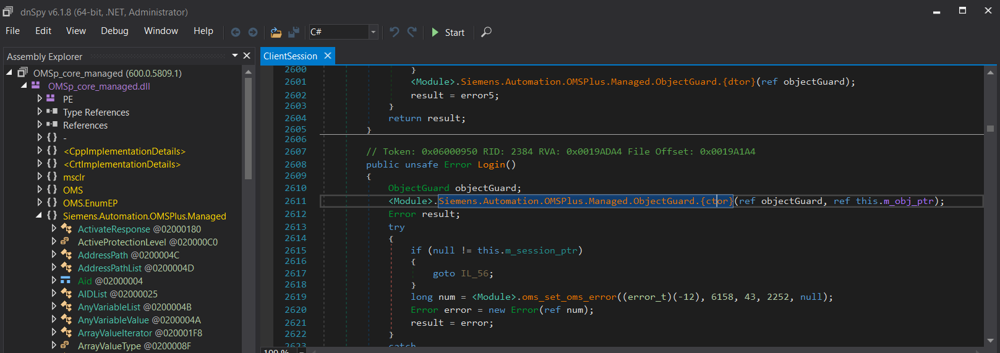 dnSpy v6.1.8 (64-bit, .NET, Administrator)
File Edit View Debug Window Help C# Start
Assembly Explorer
OMSp_core_managed (600.0.5809.1)
OMSp_core_managed.dll
PE
Type References
References
-
<CppImplementationDetails>
<CrtImplementationDetails>
msclr
OMS
OMS.EnumEP
Siemens.Automation.OMSPlus.Managed
ActivateResponse @02000180
ActiveProtectionLevel @020000C0
AddressPath @0200004C
AddressPathList @0200004D
Aid @02000004
AIDList @02000025
AnyVariableList @0200004B
AnyVariableValue @0200004A
ArrayValueIterator @020001F8
ArrayValueType @0200008F
ClientSession
2600 }
2601 <Module>.Siemens.Automation.OMSPlus.Managed.ObjectGuard.{dtor}(ref objectGuard);
2602 result = error5;
2603 }
2604 return result;
2605 }
2606
2607 // Token: 0x06000950 RID: 2384 RVA: 0x0019ADA4 File Offset: 0x0019A1A4
2608 public unsafe Error Login()
2609 {
2610 ObjectGuard objectGuard;
2611 <Module>.Siemens.Automation.OMSPlus.Managed.ObjectGuard.{ctor}(ref objectGuard, ref this.m_obj_ptr);
2612 Error result;
2613 try
2614 {
2615 if (null != this.m_session_ptr)
2616 {
2617 goto IL_56;
2618 }
2619 long num = <Module>.oms_set_oms_error((error_t)(-12), 6158, 43, 2252, null);
2620 Error error = new Error(ref num);
2621 result = error;
2622 }
2623 catch
100 %